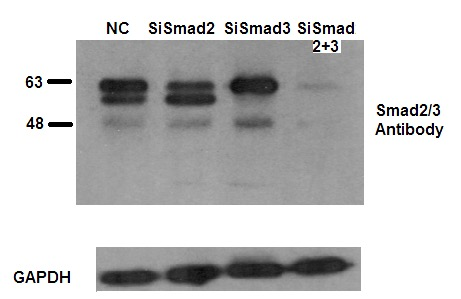 NC SiSmad2 SiSmad3 SiSmad
2+3
63
48
Smad2/3
Antibody
GAPDH